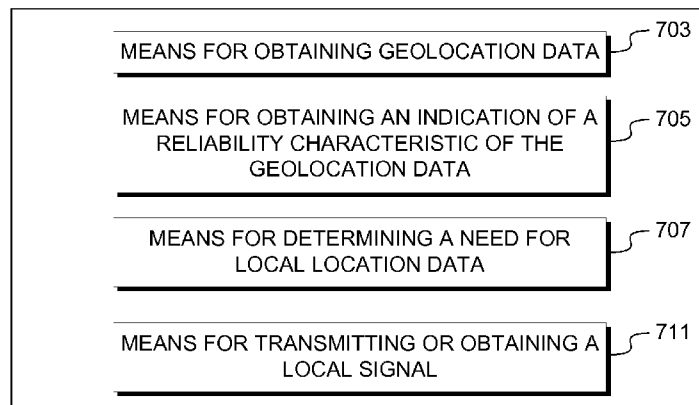 MEANS FOR OBTAINING GEOLOCATION DATA
703
MEANS FOR OBTAINING AN INDICATION OF A
RELIABILITY CHARACTERISTIC OF THE
GEOLOCATION DATA
705
MEANS FOR DETERMINING A NEED FOR
LOCAL LOCATION DATA
707
MEANS FOR TRANSMITTING OR OBTAINING A
LOCAL SIGNAL
711